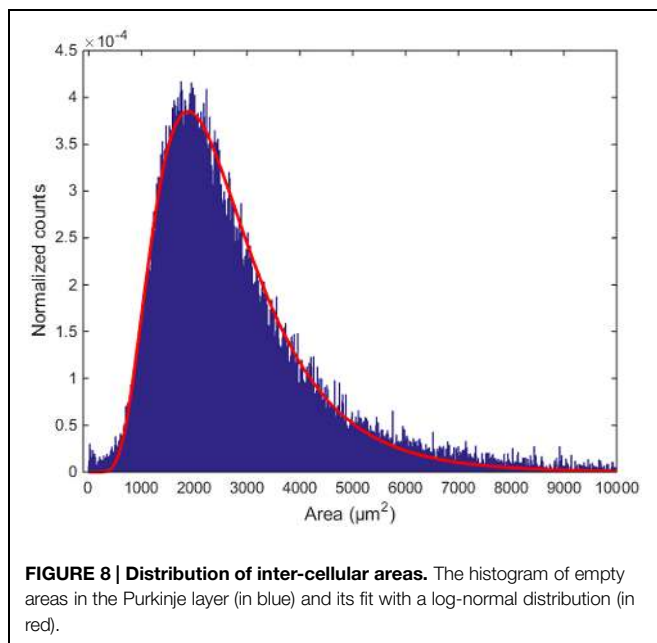 ×10⁻⁴
4.5
4
3.5
3
2.5
2
1.5
1
0.5
0
Normalized counts
0 1000 2000 3000 4000 5000 6000 7000 8000 9000 10000
Area (µm²)
FIGURE 8 | Distribution of inter-cellular areas. The histogram of empty
areas in the Purkinje layer (in blue) and its fit with a log-normal distribution (in
red).